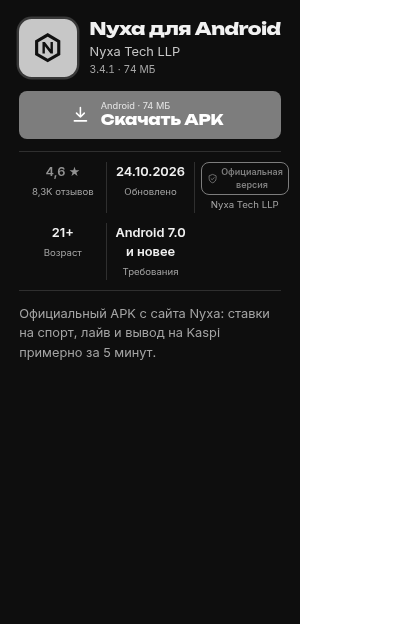 Nyxa для Android
Nyxa Tech LLP
3.4.1 · 74 МБ
Android · 74 МБ
Скачать APK
4,6 ★
8,3K отзывов
24.10.2026
Обновлено
Официальная
версия
Nyxa Tech LLP
21+
Возраст
Android 7.0
и новее
Требования
Официальный APK с сайта Nyxa: ставки
на спорт, лайв и вывод на Kaspi
примерно за 5 минут.